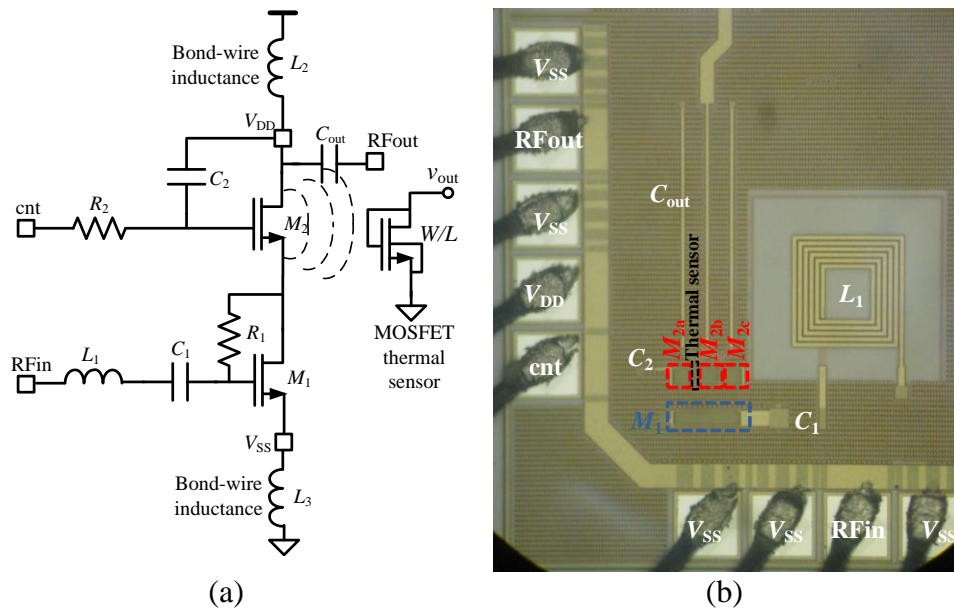 Bond-wire
inductance
L2
VDD
Cout
RFout
C2
vout
cnt
R2
M2
W/L
MOSFET
thermal
sensor
R1
RFin
L1
C1
M1
VSS
Bond-wire
inductance
L3
(a)
VSS
RFout
VSS
VDD
cnt
Cout
Thermal sensor
M2a
M2b
M2c
C2
L1
M1
C1
VSS
VSS
RFin
VSS
(b)